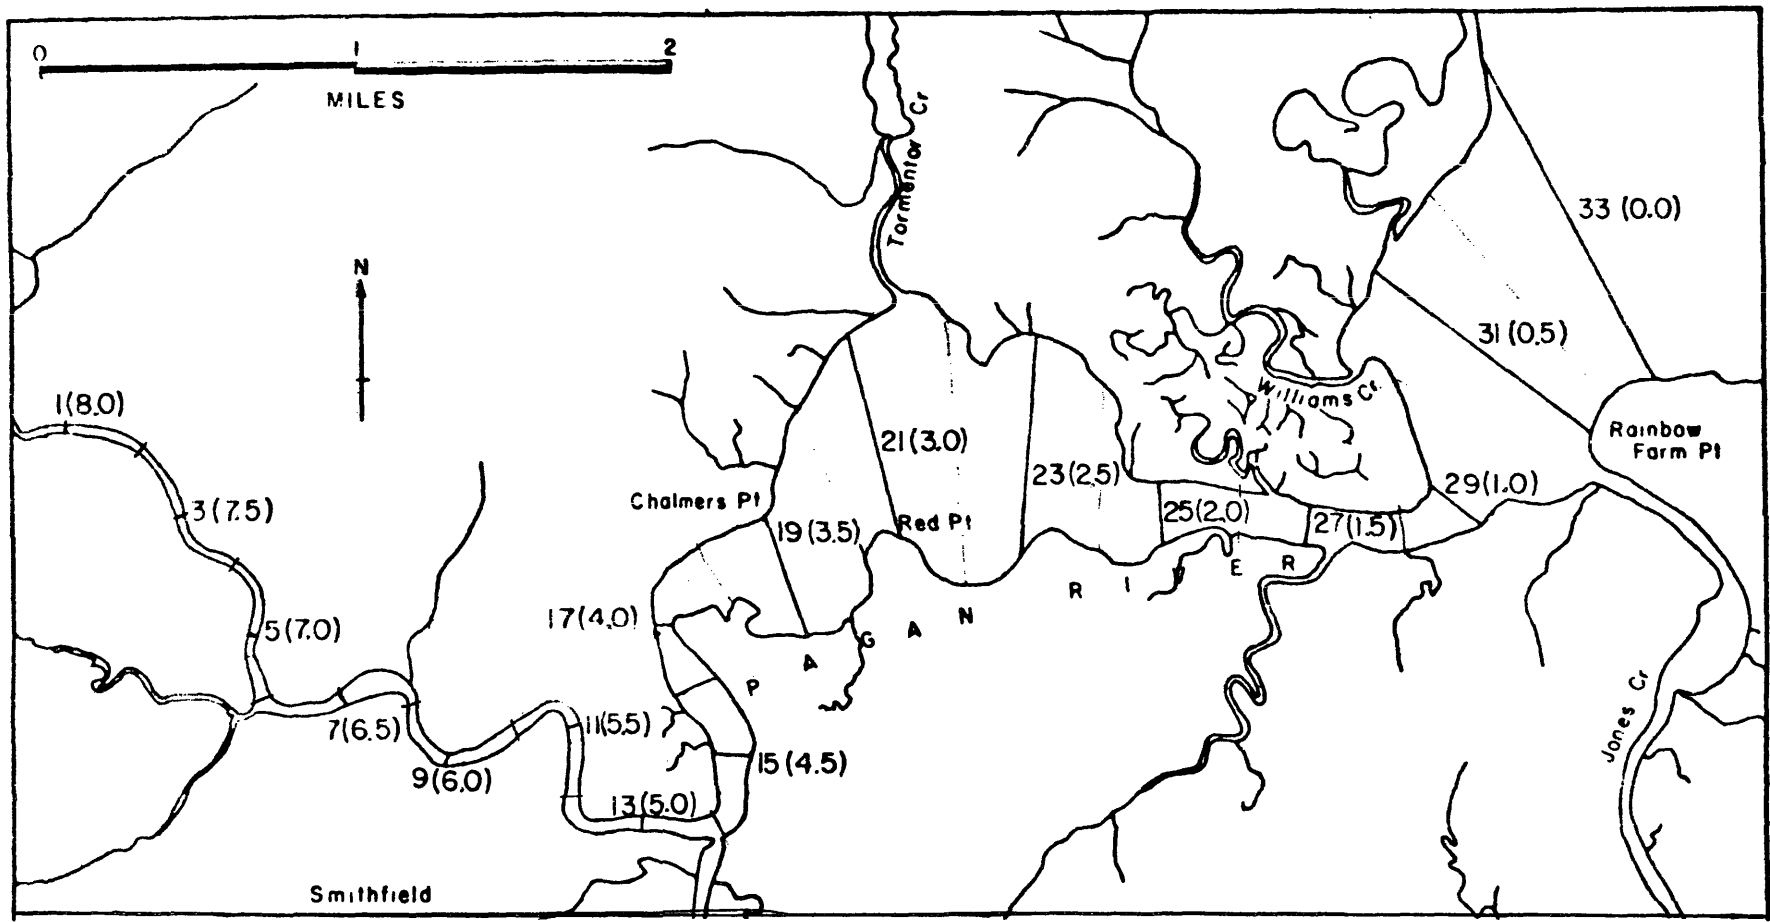 0 1 2
MILES
N
Tormentor Cr
33 (0.0)
31 (0.5)
Williams Cr.
Rainbow
Farm Pt
1(8.0)
3(7.5)
5(7.0)
7(6.5)
9(6.0)
11(5.5)
13(5.0)
15(4.5)
17(4.0)
Chalmers Pt
19(3.5)
21(3.0)
Red Pt
23(2.5)
25(2.0)
27(1.5)
29(1.0)
PAGAN RIVER
Jones Cr
Smithfield